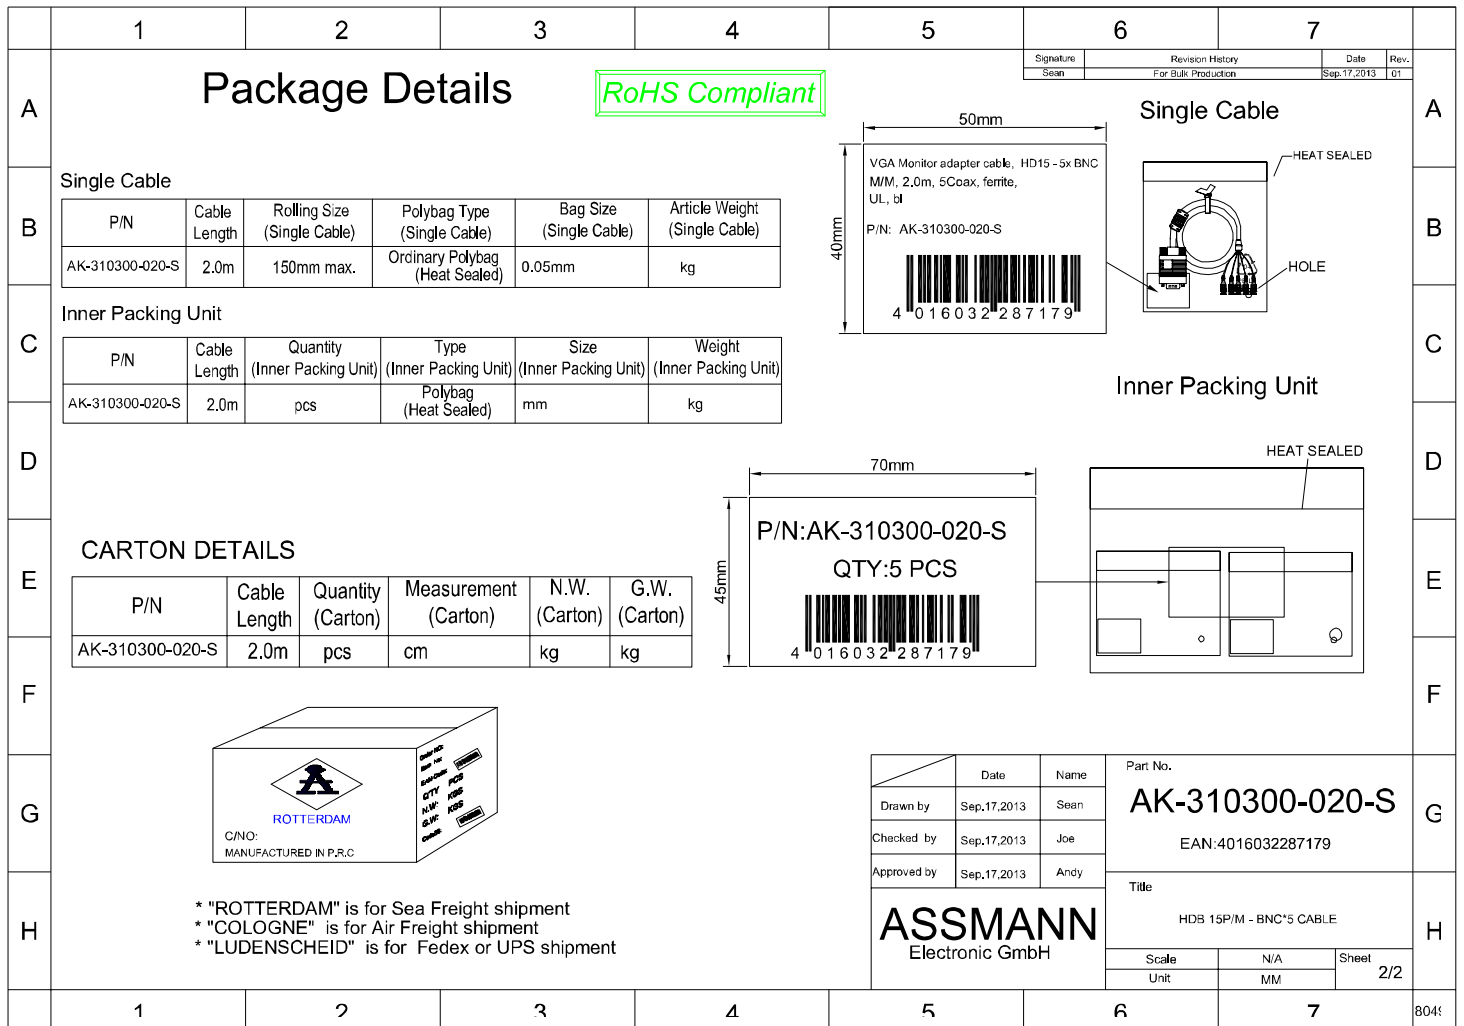 1 2 3 4 5 6 7
Signature Revision History Date Rev.
Sean For Bulk Production Sep.17,2013 01
Package Details
RoHS Compliant
A A
Single Cable
50mm
HEAT SEALED
VGA Monitor adapter cable, HD15 - 5x BNC
M/M, 2.0m, 5Coax, ferrite,
UL, bl
P/N: AK-310300-020-S
40mm
4 016032 287179
HOLE
Single Cable
P/N Cable Length Rolling Size (Single Cable) Polybag Type (Single Cable) Bag Size (Single Cable) Article Weight (Single Cable)
AK-310300-020-S 2.0m 150mm max. Ordinary Polybag (Heat Sealed) 0.05mm kg
B B
Inner Packing Unit
P/N Cable Length Quantity (Inner Packing Unit) Type (Inner Packing Unit) Size (Inner Packing Unit) Weight (Inner Packing Unit)
AK-310300-020-S 2.0m pcs Polybag (Heat Sealed) mm kg
C C
Inner Packing Unit
D D
70mm
HEAT SEALED
P/N:AK-310300-020-S
QTY:5 PCS
45mm
4 016032 287179
CARTON DETAILS
P/N Cable Length Quantity (Carton) Measurement (Carton) N.W. (Carton) G.W. (Carton)
AK-310300-020-S 2.0m pcs cm kg kg
E E
F F
ROTTERDAM
C/NO:
MANUFACTURED IN P.R.C
Q'TY PCS
N.W: KGS
G.W: KGS
G G
* "ROTTERDAM" is for Sea Freight shipment
* "COLOGNE" is for Air Freight shipment
* "LUDENSCHEID" is for Fedex or UPS shipment
Date Name
Drawn by Sep.17,2013 Sean
Checked by Sep.17,2013 Joe
Approved by Sep.17,2013 Andy
Part No.
AK-310300-020-S
EAN:4016032287179
Title
HDB 15P/M - BNC*5 CABLE
ASSMANN
Electronic GmbH
Scale N/A
Unit MM
Sheet
2/2
H H
1 2 3 4 5 6 7